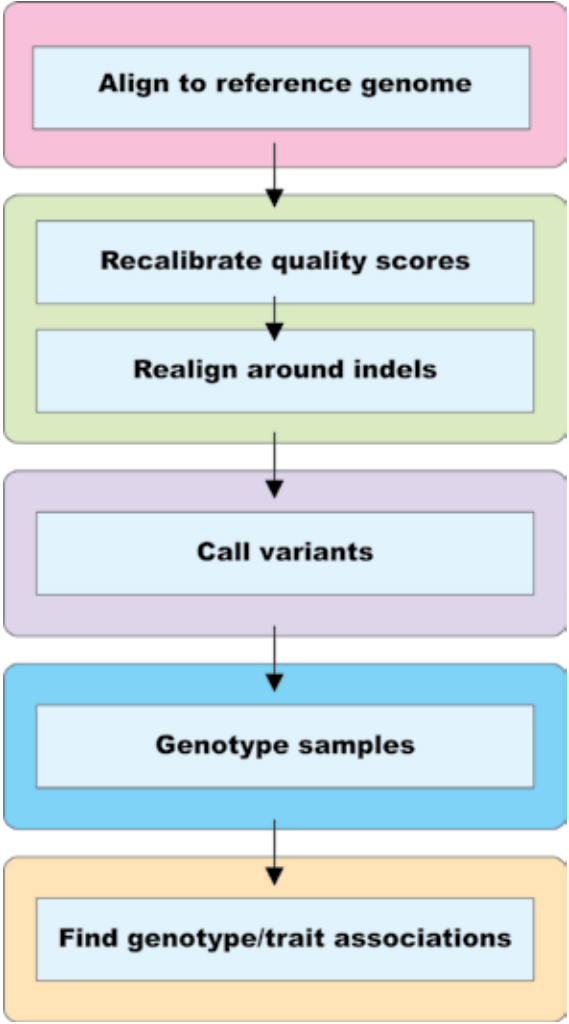 Align to reference genome
Recalibrate quality scores
Realign around indels
Call variants
Genotype samples
Find genotype/trait associations